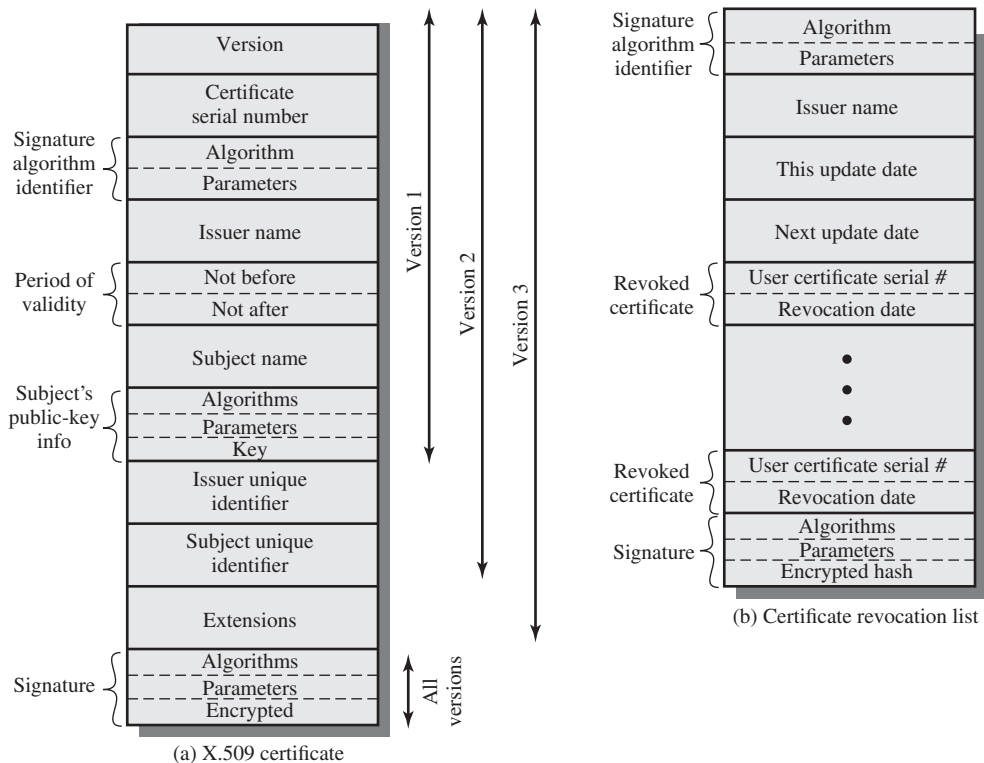 Version
Certificate
serial number
Signature
algorithm
identifier
Algorithm
Parameters
Issuer name
Period of
validity
Not before
Not after
Subject name
Subject's
public-key
info
Algorithms
Parameters
Key
Issuer unique
identifier
Subject unique
identifier
Extensions
Signature
Algorithms
Parameters
Encrypted
Version 1
Version 2
Version 3
All
versions
(a) X.509 certificate
Signature
algorithm
identifier
Algorithm
Parameters
Issuer name
This update date
Next update date
Revoked
certificate
User certificate serial #
Revocation date
Revoked
certificate
User certificate serial #
Revocation date
Signature
Algorithms
Parameters
Encrypted hash
(b) Certificate revocation list